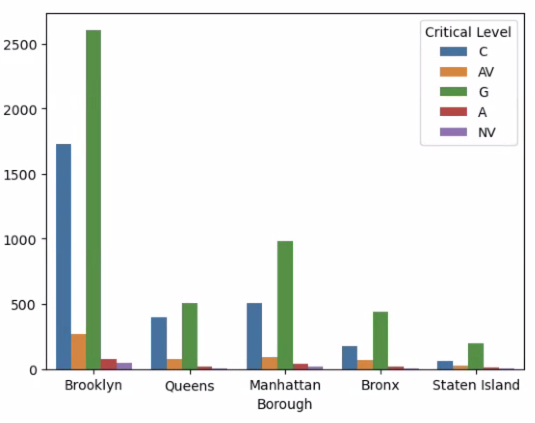 Critical Level
C
AV
G
A
NV
2500
2000
1500
1000
500
0
Brooklyn Queens Manhattan Bronx Staten Island
Borough